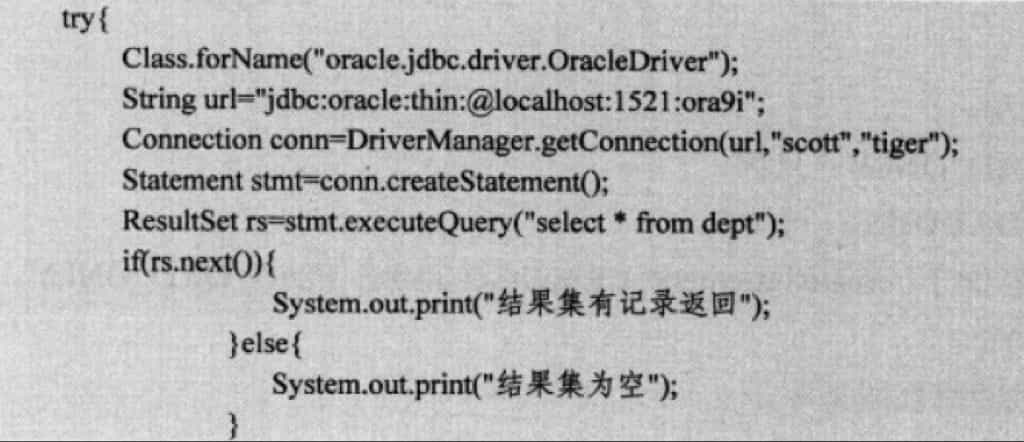 try{
Class.forName("oracle.jdbc.driver.OracleDriver");
String url="jdbc:oracle:thin:@localhost:1521:ora9i";
Connection conn=DriverManager.getConnection(url,"scott","tiger");
Statement stmt=conn.createStatement();
ResultSet rs=stmt.executeQuery("select * from dept");
if(rs.next()){
System.out.print("结果集有记录返回");
}else{
System.out.print("结果集为空");
}